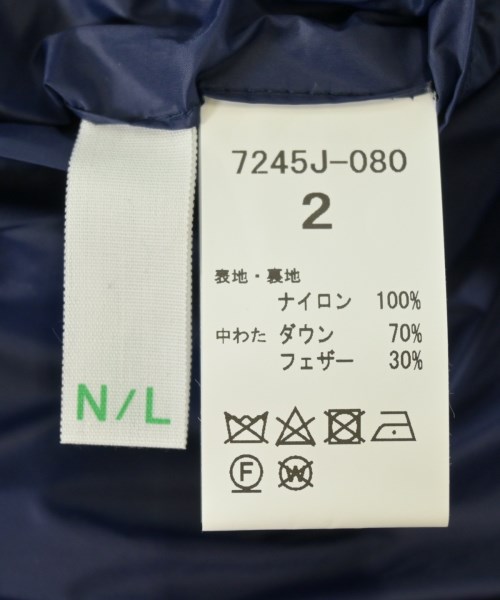 7245J-080
2
表地・裏地
ナイロン 100%
中わた ダウン 70%
フェザー 30%
F W
N/L